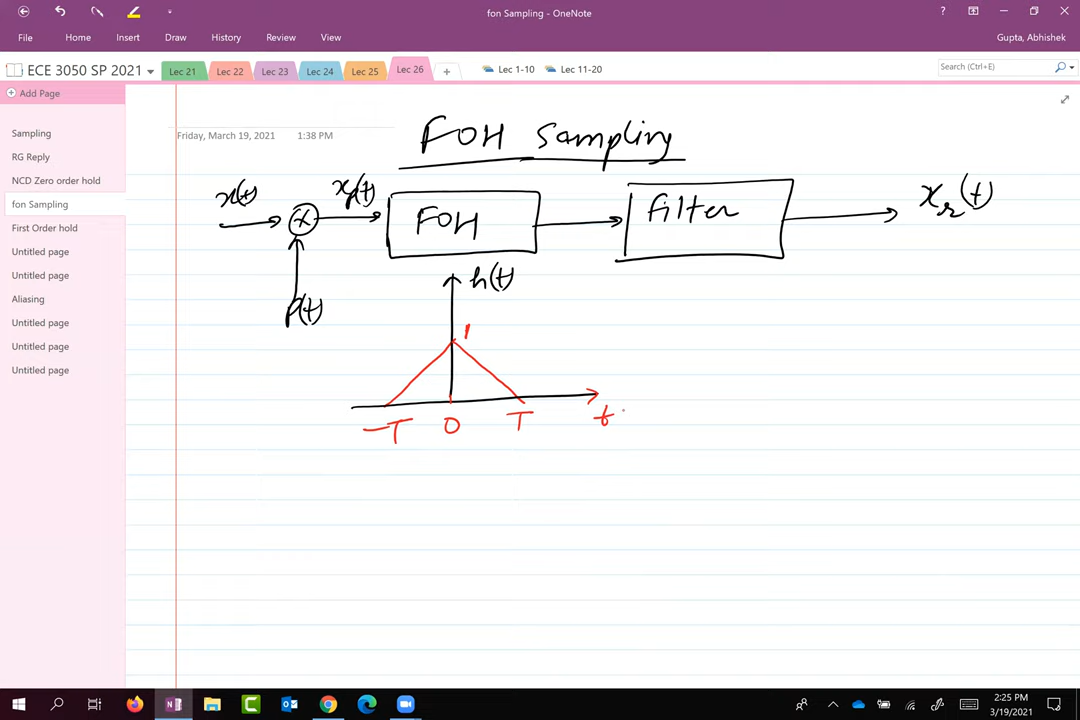 fon Sampling - OneNote
?
File Home Insert Draw History Review View
Gupta, Abhishek
ECE 3050 SP 2021
Lec 21 Lec 22 Lec 23 Lec 24 Lec 25 Lec 26 + Lec 1-10 Lec 11-20
Search (Ctrl+E)
Add Page
Sampling
RG Reply
NCD Zero order hold
fon Sampling
First Order hold
Untitled page
Untitled page
Aliasing
Untitled page
Untitled page
Untitled page
Friday, March 19, 2021 1:38 PM
FOH Sampling
x(t) xp(t) FOH Filter xr(t)
p(t)
h(t)
1
-T 0 T t
2:25 PM
3/19/2021